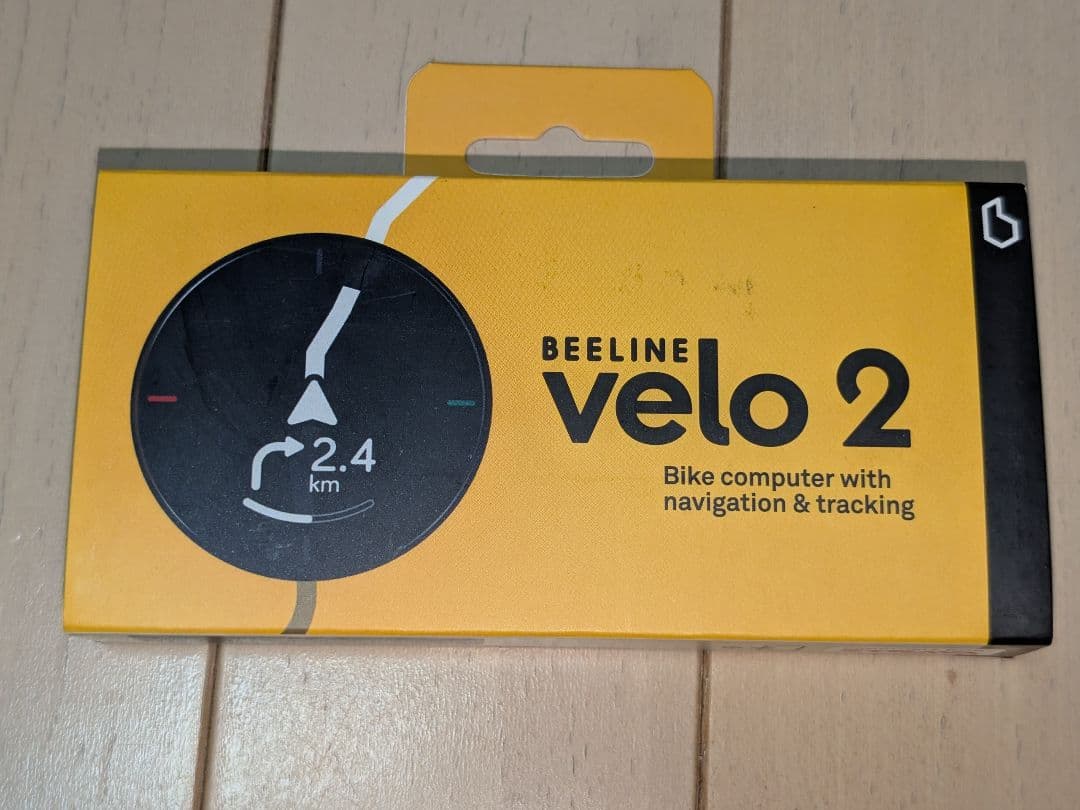 BEELINE
velo 2
Bike computer with
navigation & tracking
2.4
km